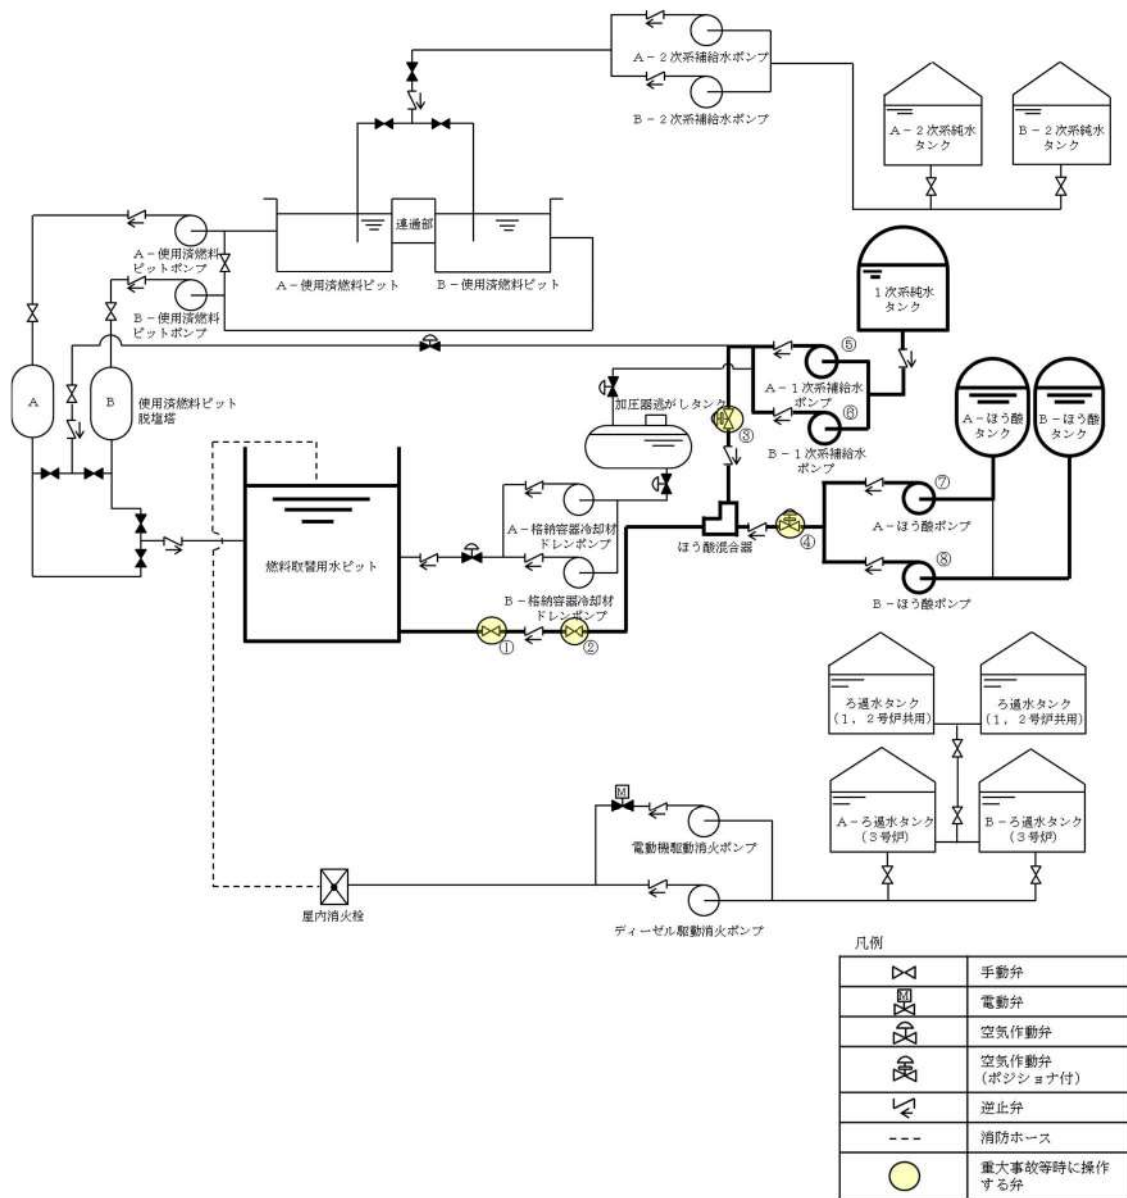 A－2次系補給水ポンプ
B－2次系補給水ポンプ
A－2次系純水
タンク
B－2次系純水
タンク
連通部
A－使用済燃料
ピットポンプ
A－使用済燃料ピット
B－使用済燃料ピット
B－使用済燃料
ピットポンプ
1次系純水
タンク
A
B
使用済燃料ピット
脱塩塔
加圧器逃がしタンク
⑤
A－1次系補給水
ポンプ
⑥
③
B－1次系補給水
ポンプ
A－ほう酸
タンク
B－ほう酸
タンク
⑦
A－ほう酸ポンプ
A－格納容器冷却材
ドレンポンプ
ほう酸混合器
④
⑧
B－ほう酸ポンプ
燃料取替用水ピット
B－格納容器冷却材
ドレンポンプ
①
②
ろ過水タンク
(1，2号炉共用)
ろ過水タンク
(1，2号炉共用)
M
電動機駆動消火ポンプ
A－ろ過水タンク
(3号炉)
B－ろ過水タンク
(3号炉)
屋内消火栓
ディーゼル駆動消火ポンプ
凡例
手動弁
M
電動弁
空気作動弁
空気作動弁
(ポジショナ付)
逆止弁
消防ホース
重大事故等時に操作
する弁